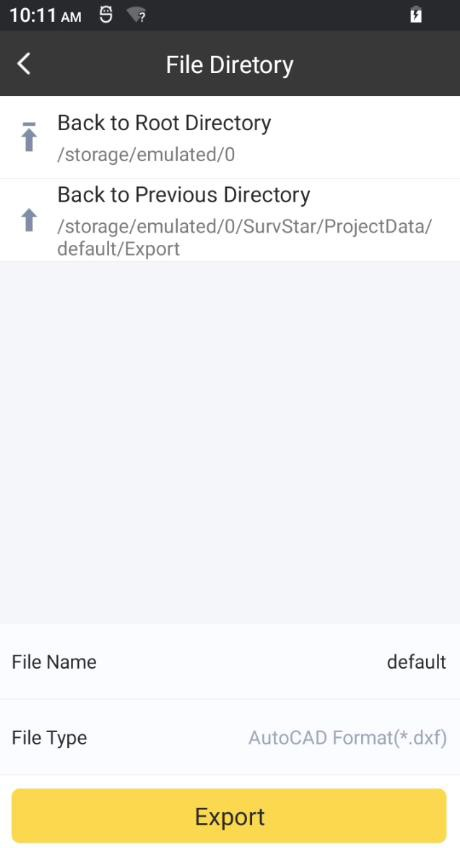 10:11 AM
File Diretory
Back to Root Directory
/storage/emulated/0
Back to Previous Directory
/storage/emulated/0/SurvStar/ProjectData/
default/Export
File Name default
File Type AutoCAD Format(*.dxf)
Export